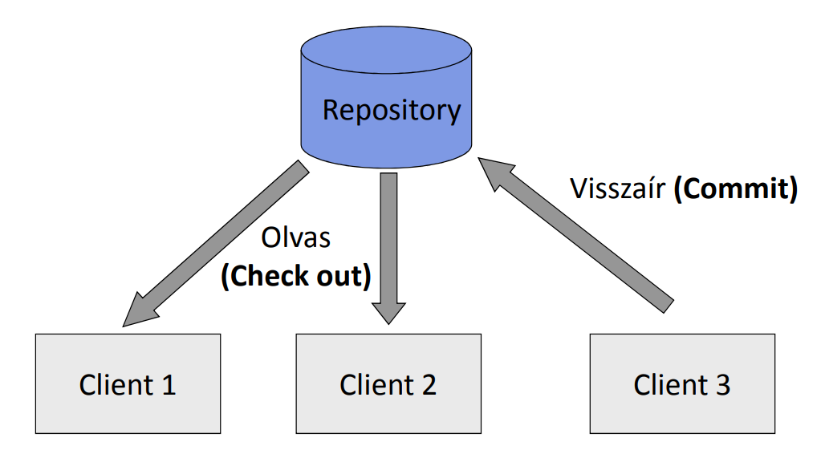 Repository
Visszaír (Commit)
Olvas
(Check out)
Client 1
Client 2
Client 3